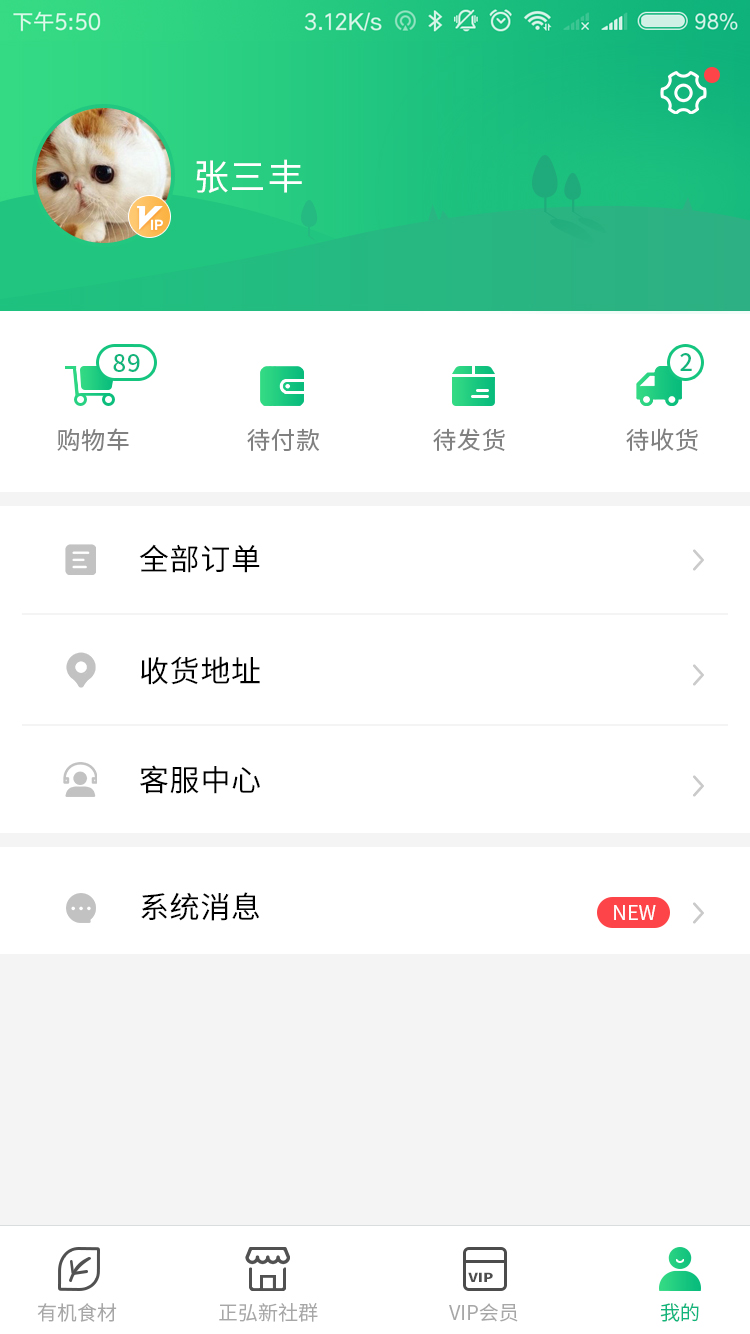 下午5:50 3.12K/s 98%
张三丰
VIP
89 2
购物车 待付款 待发货 待收货
全部订单
收货地址
客服中心
系统消息 NEW
VIP
有机食材 正弘新社群 VIP会员 我的